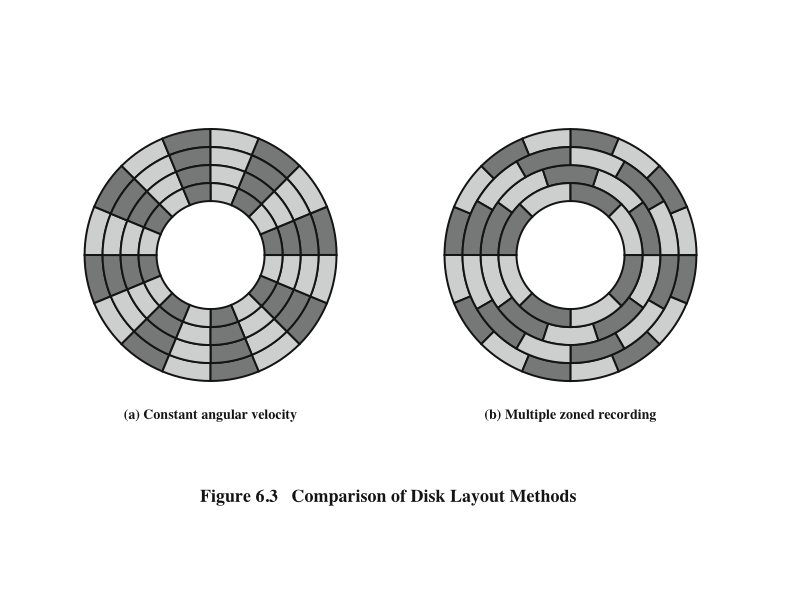 (a) Constant angular velocity
(b) Multiple zoned recording
Figure 6.3 Comparison of Disk Layout Methods